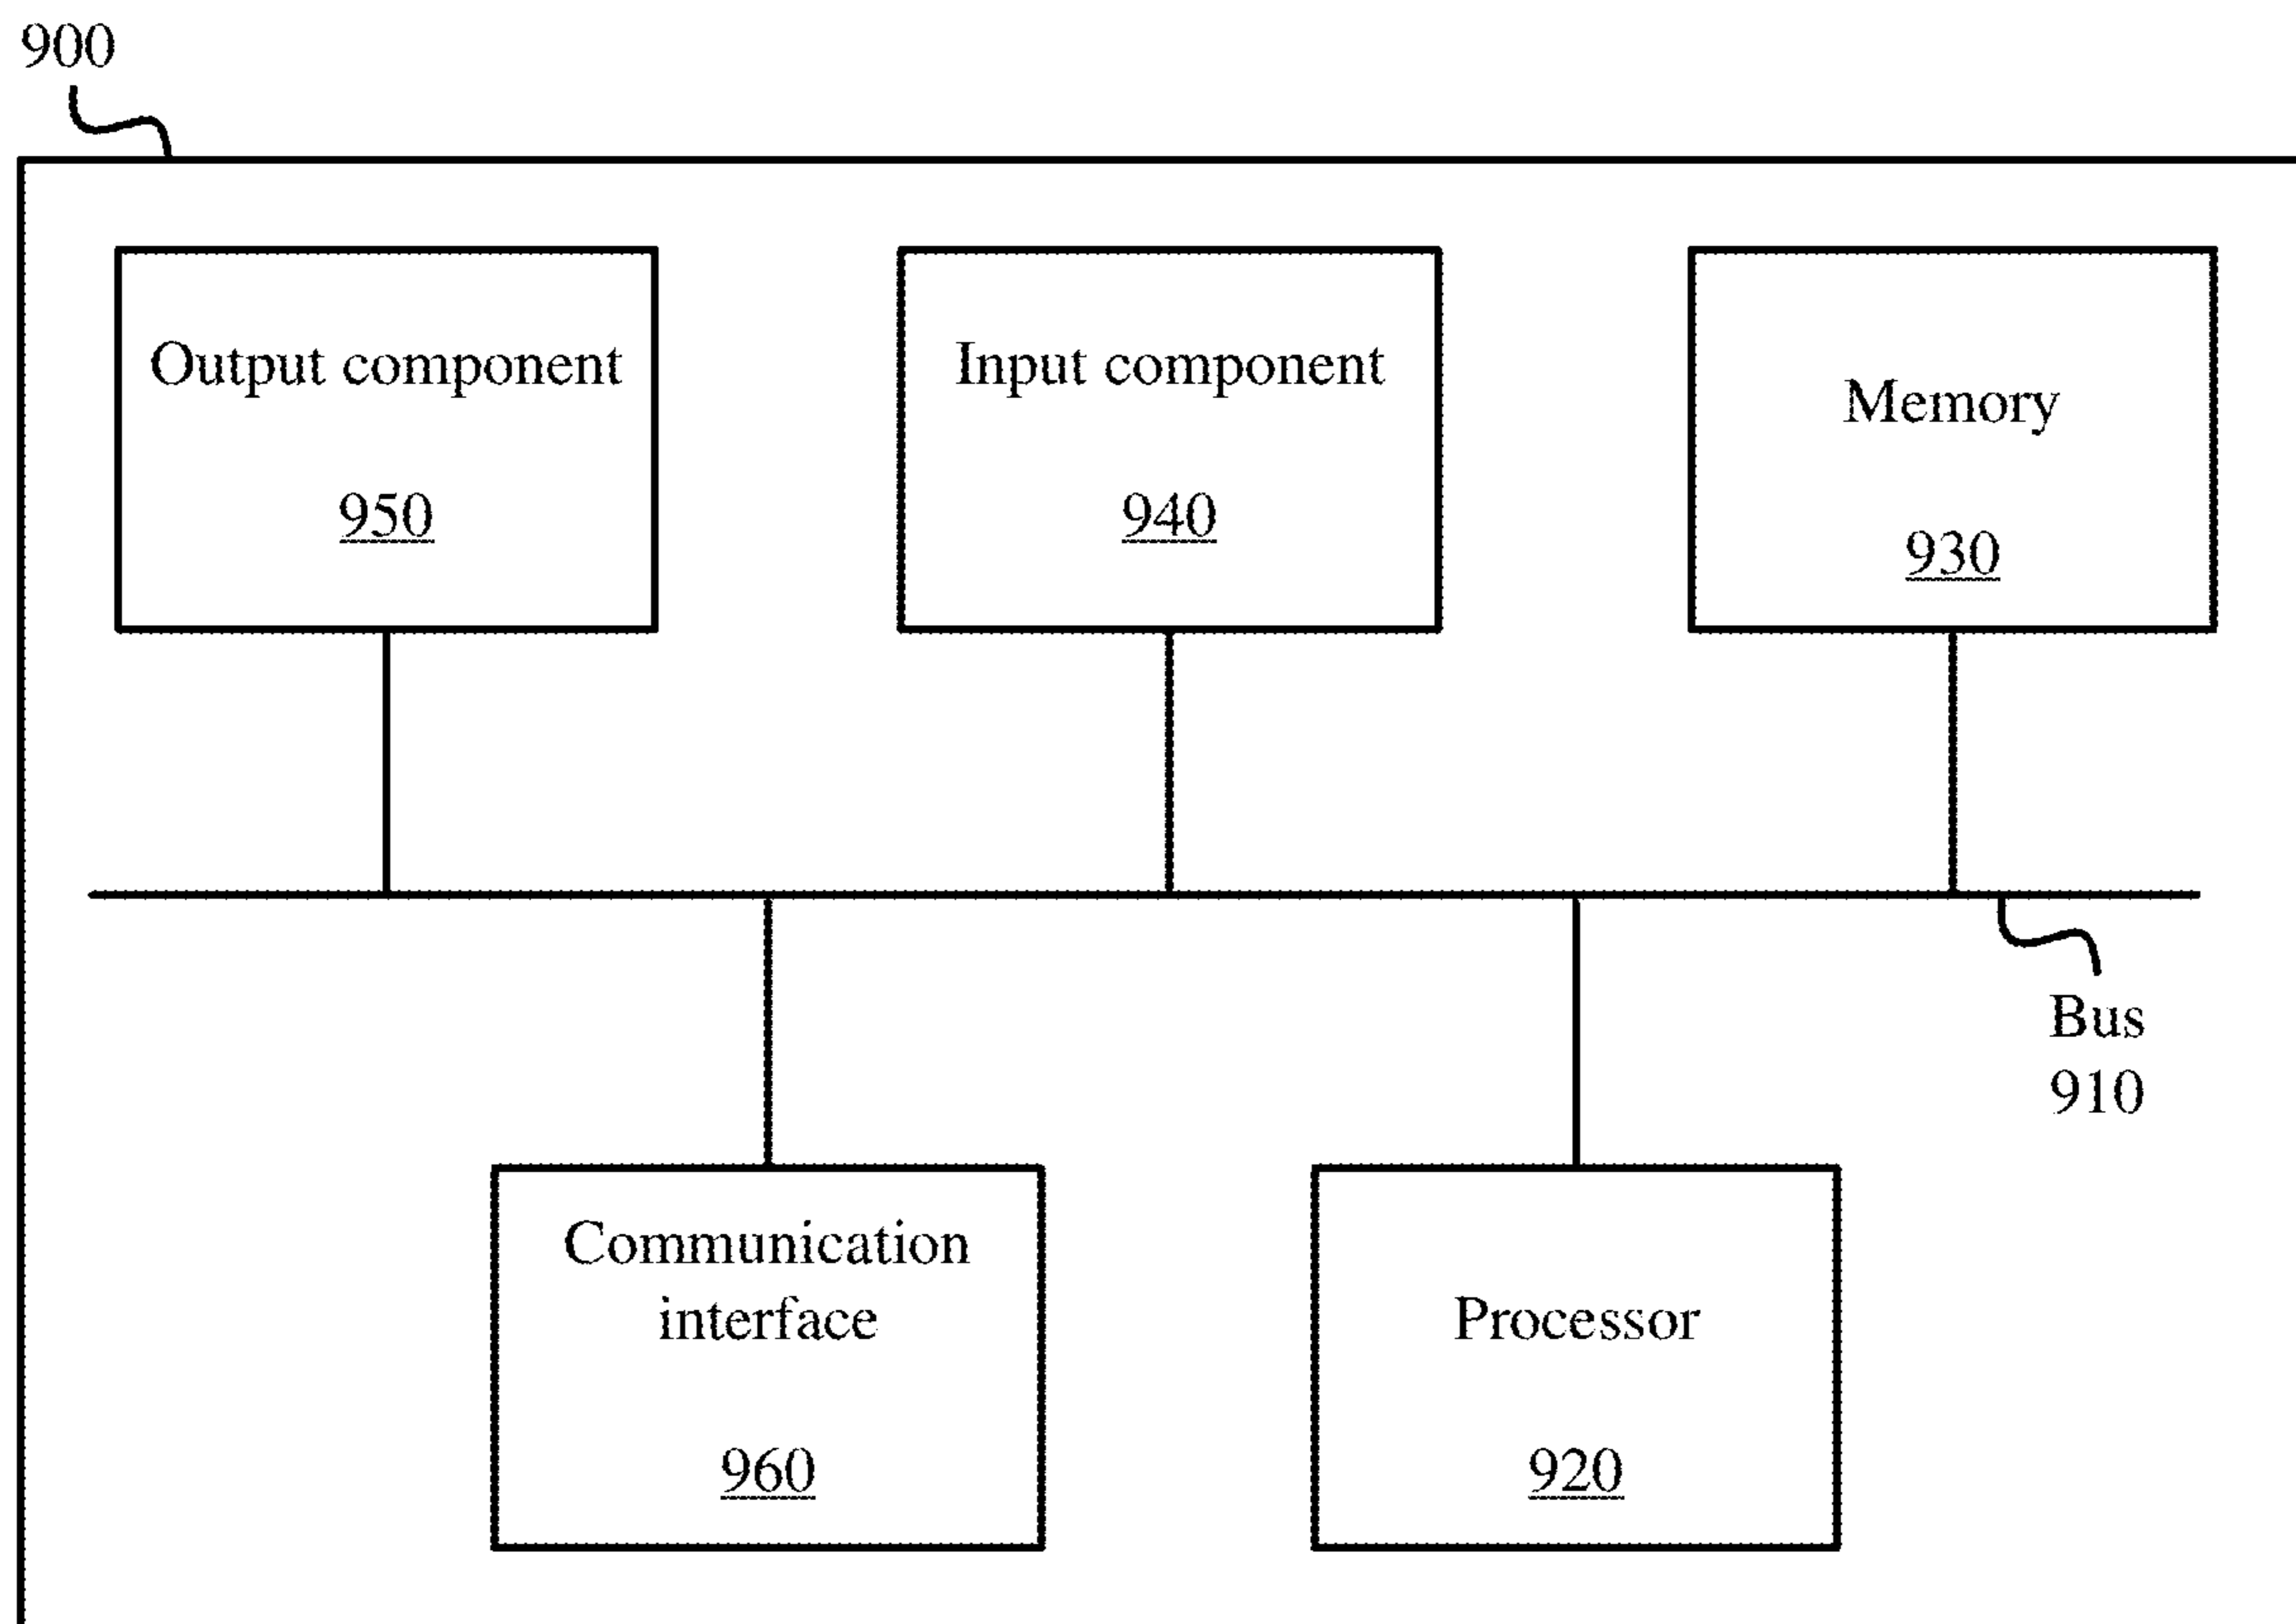 900
Output component
950
Input component
940
Memory
930
Bus
910
Communication
interface
960
Processor
920